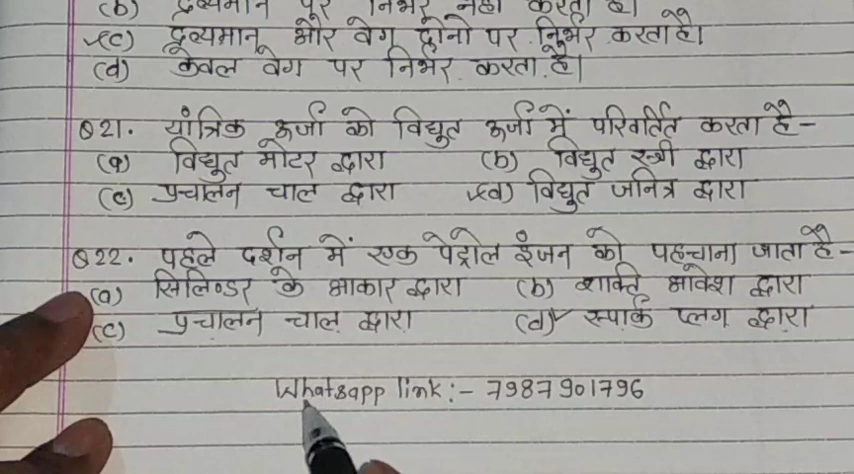 (b) द्रव्यमान पर निर्भर नहीं करता है।
(c) द्रव्यमान और वेग दोनो पर निर्भर करता है।
(d) केवल वेग पर निर्भर करता है।
Q21. यांत्रिक ऊर्जा को विद्युत ऊर्जा में परिवर्तित करता है-
(a) विद्युत मोटर द्वारा (b) विद्युत स्त्री द्वारा
(c) प्रचालन चाल द्वारा (d) विद्युत जनित्र द्वारा
Q22. पहले दर्शन में एक पेट्रोल इंजन को पहचाना जाता है-
(a) सिलिण्डर के आकार द्वारा (b) शक्ति आवेश द्वारा
(c) प्रचालन चाल द्वारा (d) स्पार्क प्लग द्वारा
Whatsapp link:- 7987901796